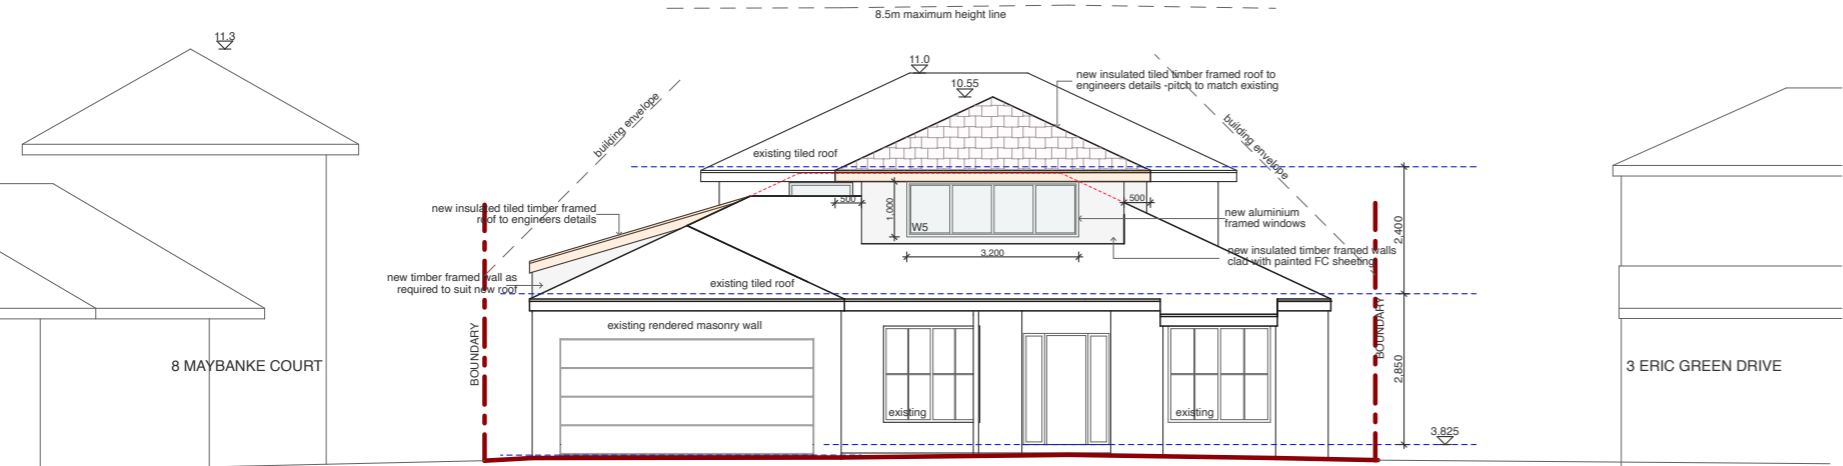 8.5m maximum height line
11.3
11.0
10.55
new insulated tiled timber framed roof to
engineers details -pitch to match existing
building envelope
building envelope
existing tiled roof
new insulated tiled timber framed
roof to engineers details
500
1,000
500
W5
new aluminium
framed windows
2,400
3,200
new insulated timber framed walls
clad with painted FC sheeting
new timber framed wall as
required to suit new roof
existing tiled roof
existing rendered masonry wall
BOUNDARY
BOUNDARY
8 MAYBANKE COURT
3 ERIC GREEN DRIVE
2,850
existing
existing
3.825